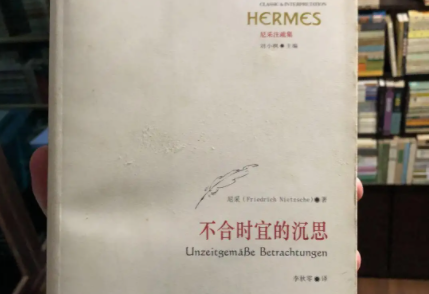 CLASSICI & INTERPRETATION
HERMES
尼采注疏集
刘小枫 ◆ 主编
尼采 (Friedrich Nietzsche) ◆ 著
不合时宜的沉思
Unzeitgemäße Betrachtungen
李秋零 ◆ 译